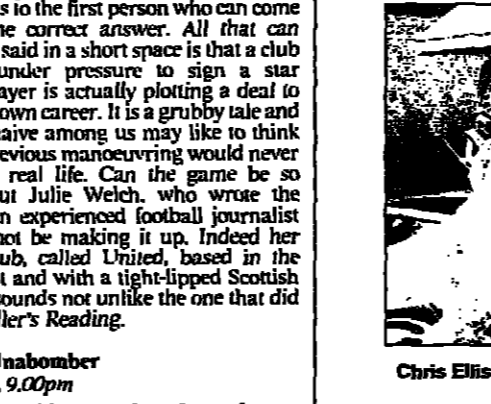 s to the first person who can come
e correct answer. All that can
said in a short space is that a club
under pressure to sign a star
ayer is actually plotting a deal to
own career. It is a grubby tale and
aive among us may like to think
evious manoeuvring would never
real life. Can the game be so
ut Julie Welch, who wrote the
n experienced football journalist
not be making it up. Indeed her
ub, called United, based in the
t and with a tight-lipped Scottish
ounds not unlike the one that did
ller's Reading.
nabomber
, 9.00pm
Chris Ellis